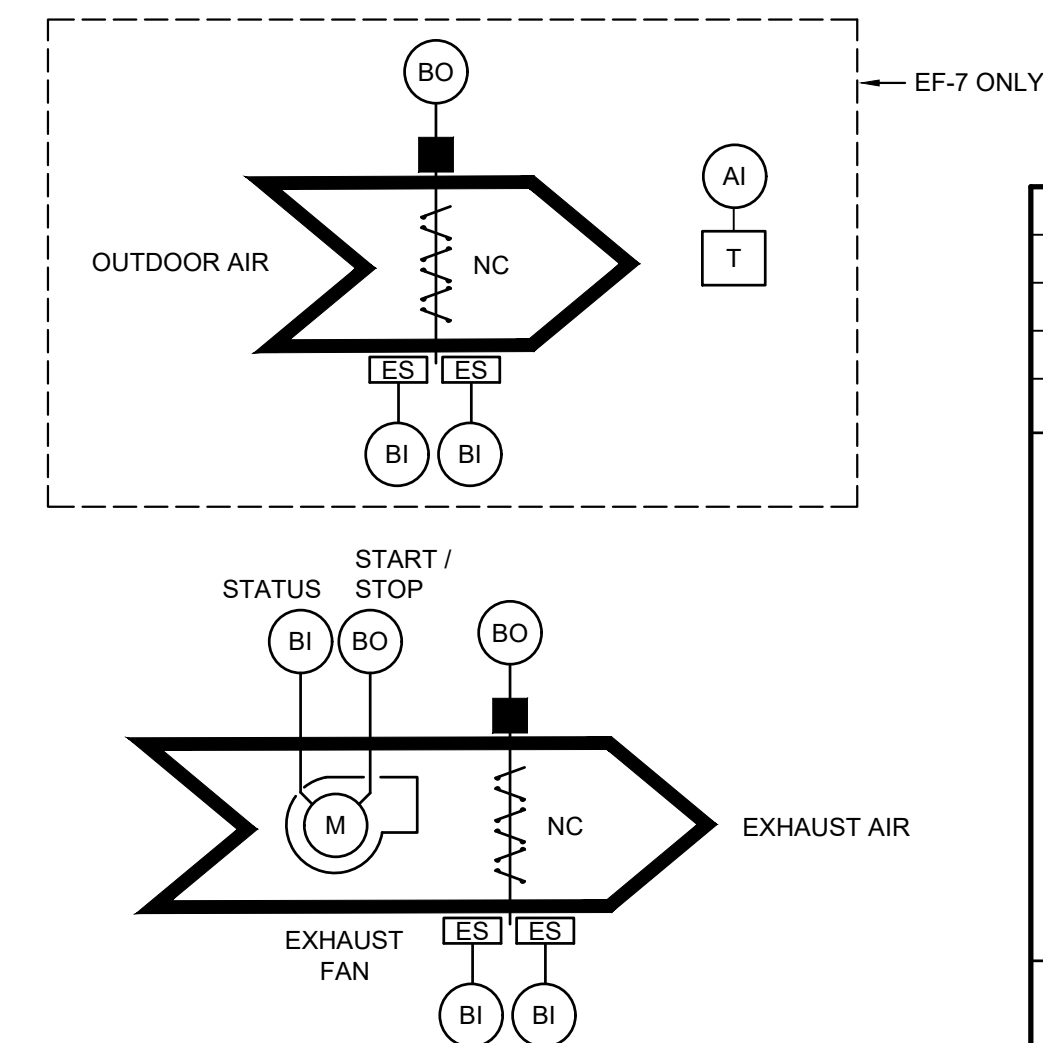 BO
EF-7 ONLY
AI
T
OUTDOOR AIR
NC
ES ES
BI BI
START /
STATUS STOP
BI BO
BO
M
NC
EXHAUST AIR
ES ES
EXHAUST
FAN
BI BI